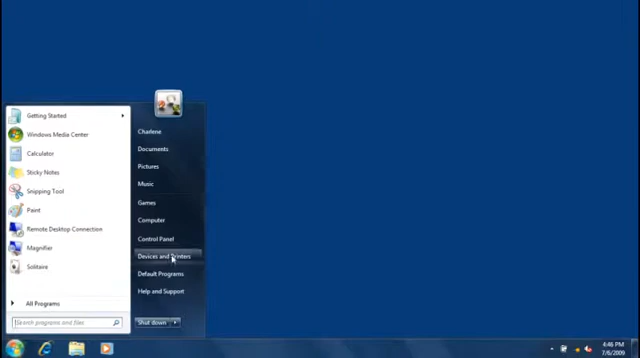 Getting Started
Windows Media Center
Calculator
Sticky Notes
Snipping Tool
Paint
Remote Desktop Connection
Magnifier
Solitaire
All Programs
Search programs and files
Charlene
Documents
Pictures
Music
Games
Computer
Control Panel
Devices and Printers
Default Programs
Help and Support
Shut down
4:46 PM
7/6/2009